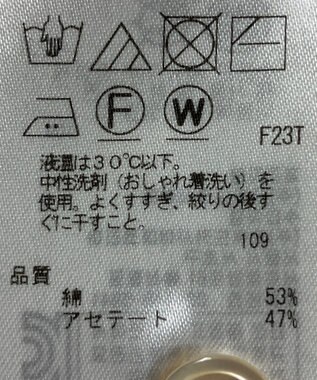 F
W
F23T
液温は30℃以下。
中性洗剤（おしゃれ着洗い）を
使用。よくすすぎ、絞りの後す
ぐに干すこと。
109
品質
綿 53%
アセテート 47%